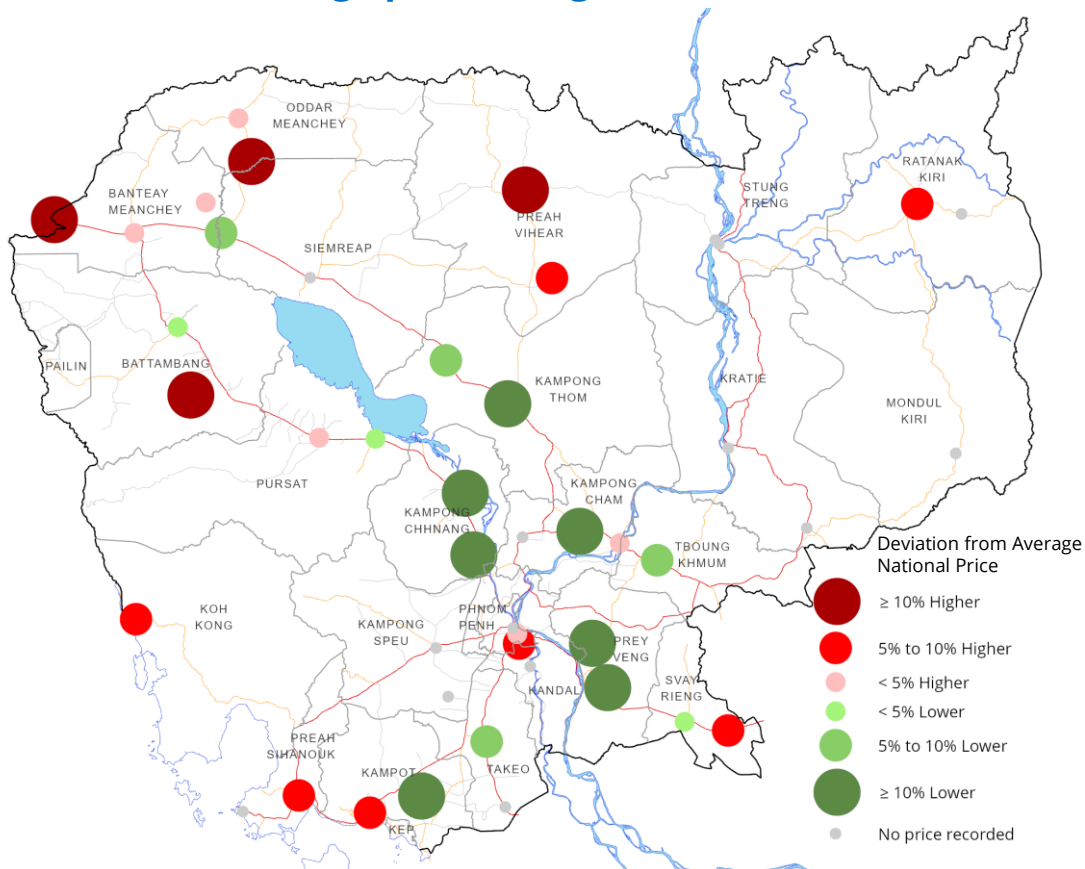 ODDAR
MEANCHEY
BANTEAY
MEANCHEY
SIEMREAP
PREAH
VIHEAR
STUNG
TRENG
RATANAK
KIRI
PAILIN
BATTAMBANG
KAMPONG
THOM
KRATIE
MONDUL
KIRI
PURSAT
KAMPONG
CHHNANG
KAMPONG
CHAM
TBOUNG
KHMUM
KOH
KONG
KAMPONG
SPEU
PHNOM
PENH
PREY
VENG
KANDAL
SVAY
RIENG
PREAH
SIHANOUK
KAMPOT
TAKEO
KEP
Deviation from Average
National Price
≥ 10% Higher
5% to 10% Higher
< 5% Higher
< 5% Lower
5% to 10% Lower
≥ 10% Lower
No price recorded